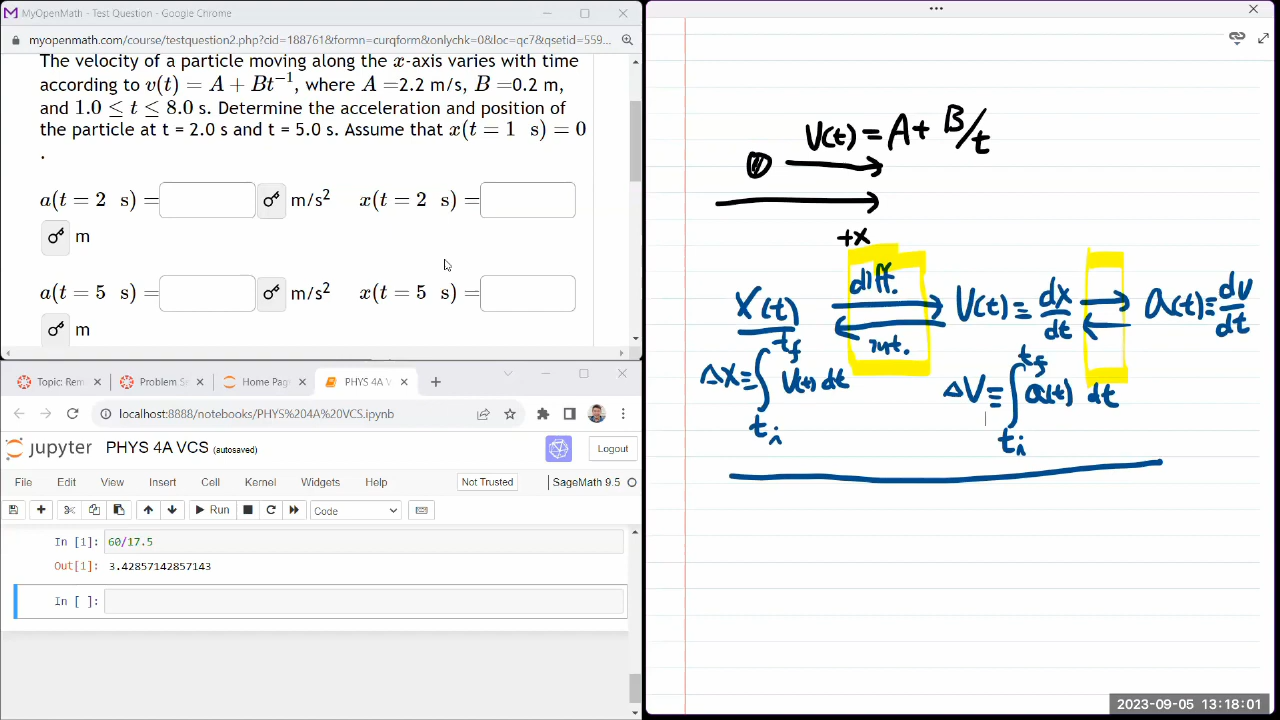 MyOpenMath - Test Question - Google Chrome
myopenmath.com/course/testquestion2.php?cid=188761&formn=curqform&onlychk=0&loc=qc7&qsetid=559...
The velocity of a particle moving along the x-axis varies with time
according to v(t) = A + Bt⁻¹, where A =2.2 m/s, B =0.2 m,
and 1.0 ≤ t ≤ 8.0 s. Determine the acceleration and position of
the particle at t = 2.0 s and t = 5.0 s. Assume that x(t = 1 s) = 0
.
a(t = 2 s) = m/s² x(t = 2 s) =
m
a(t = 5 s) = m/s² x(t = 5 s) =
m
Topic Rem
Problem S
Home Page
PHYS 4A V
localhost:8888/notebooks/PHYS%204A%20VCS.ipynb
jupyter PHYS 4A VCS (autosaved)
Logout
File Edit View Insert Cell Kernel Widgets Help
Not Trusted
SageMath 9.5
Run
Code
In [1]: 60/17.5
Out[1]: 3.42857142857143
In [ ]:
V(t) = A + B/t
+x
X(t) diff. V(t) = dx/dt a(t) = dv/dt
int.
Δx = ∫ V(t) dt
tf
ti
ΔV = ∫ a(t) dt
tf
ti
2023-09-05 13:18:01